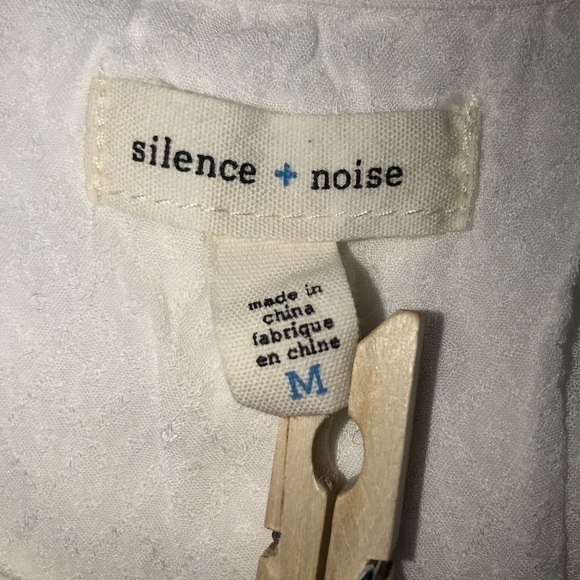 silence + noise
made in
china
fabrique
en chine
M